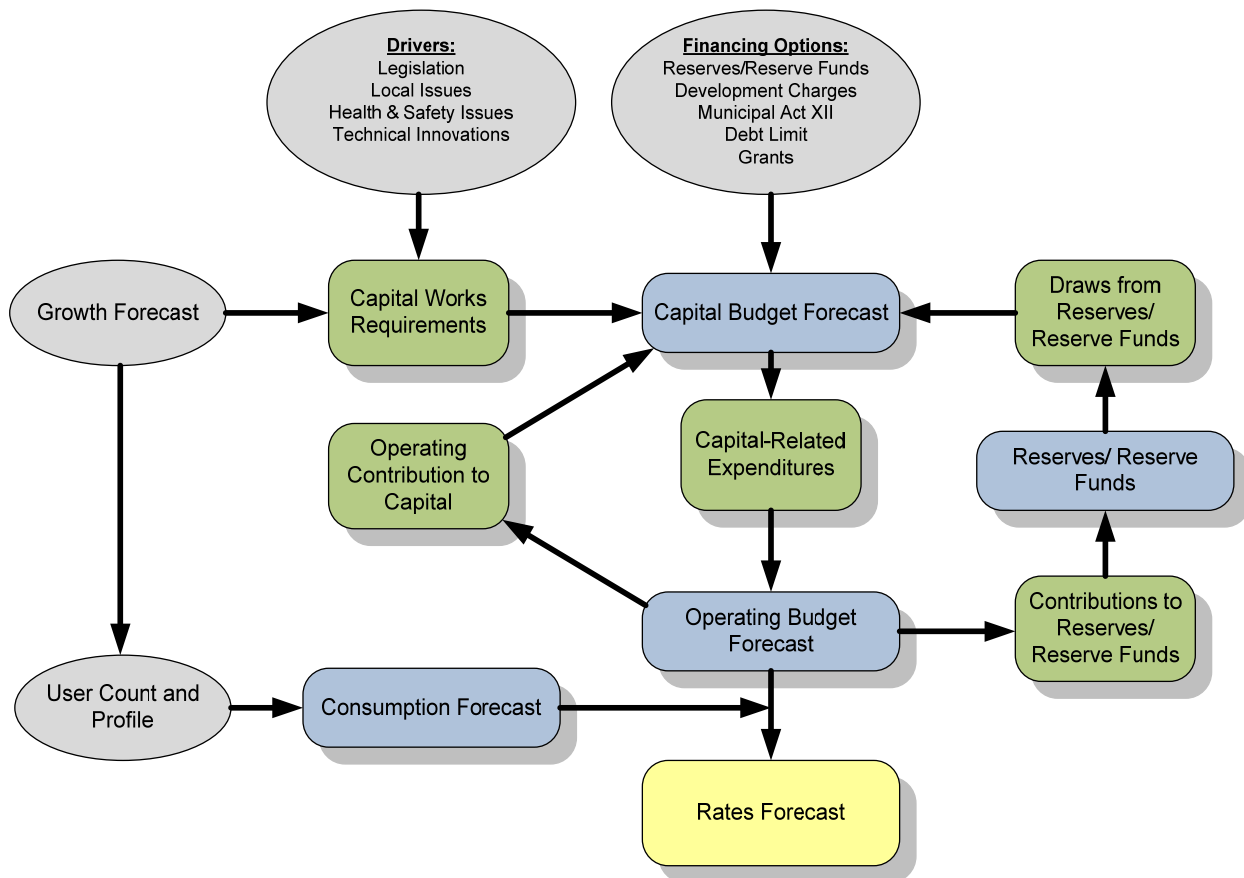 Drivers:
Legislation
Local Issues
Health & Safety Issues
Technical Innovations
Financing Options:
Reserves/Reserve Funds
Development Charges
Municipal Act XII
Debt Limit
Grants
Growth Forecast
Capital Works
Requirements
Capital Budget Forecast
Draws from
Reserves/
Reserve Funds
Operating
Contribution to
Capital
Capital-Related
Expenditures
Reserves/ Reserve
Funds
Operating Budget
Forecast
Contributions to
Reserves/
Reserve Funds
User Count and
Profile
Consumption Forecast
Rates Forecast